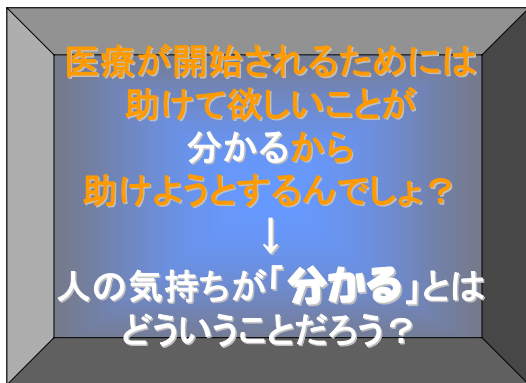 医療が開始されるためには
助けて欲しいことが
分かるから
助けようとするんでしょ？
↓
人の気持ちが「分かる」とは
どういうことだろう？